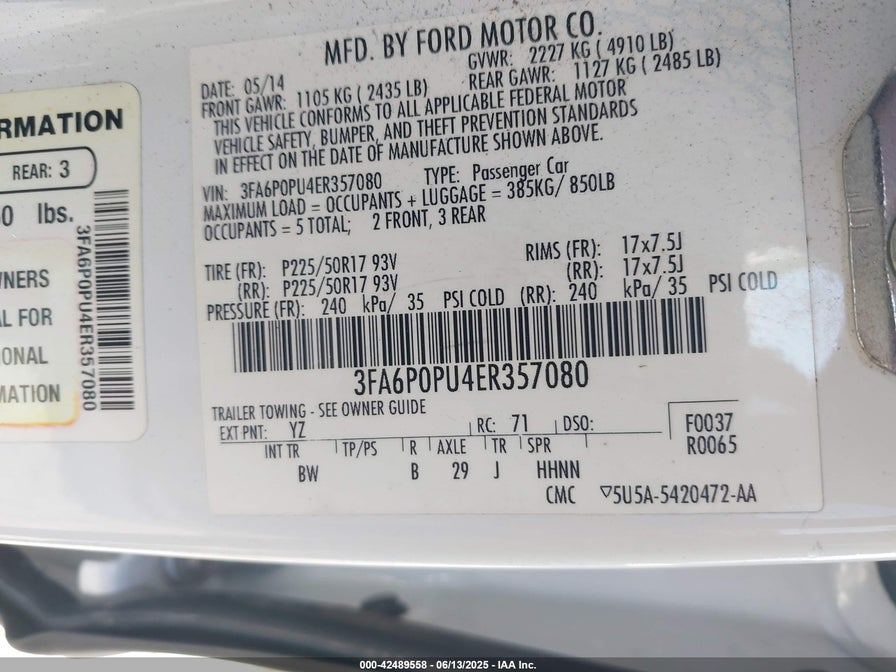 RMATION
REAR: 3
0 lbs.
3FA6P0PU4ER357080
WNERS
AL FOR
IONAL
MATION
MFD. BY FORD MOTOR CO.
DATE: 05/14 GVWR: 2227 KG ( 4910 LB)
FRONT GAWR: 1105 KG ( 2435 LB) REAR GAWR: 1127 KG ( 2485 LB)
THIS VEHICLE CONFORMS TO ALL APPLICABLE FEDERAL MOTOR
VEHICLE SAFETY, BUMPER, AND THEFT PREVENTION STANDARDS
IN EFFECT ON THE DATE OF MANUFACTURE SHOWN ABOVE.
VIN: 3FA6P0PU4ER357080 TYPE: Passenger Car
MAXIMUM LOAD = OCCUPANTS + LUGGAGE = 385KG/ 850LB
OCCUPANTS = 5 TOTAL; 2 FRONT, 3 REAR
TIRE (FR): P225/50R17 93V RIMS (FR): 17x7.5J
(RR): P225/50R17 93V (RR): 17x7.5J
PRESSURE (FR): 240 kPa/ 35 PSI COLD (RR): 240 kPa/ 35 PSI COLD
3FA6P0PU4ER357080
TRAILER TOWING - SEE OWNER GUIDE
EXT PNT: YZ RC: 71 DSO: F0037
R0065
INT TR TP/PS R AXLE TR SPR
BW B 29 J HHNN
CMC ▽5U5A-5420472-AA
000-42489558 - 06/13/2025 - IAA Inc.